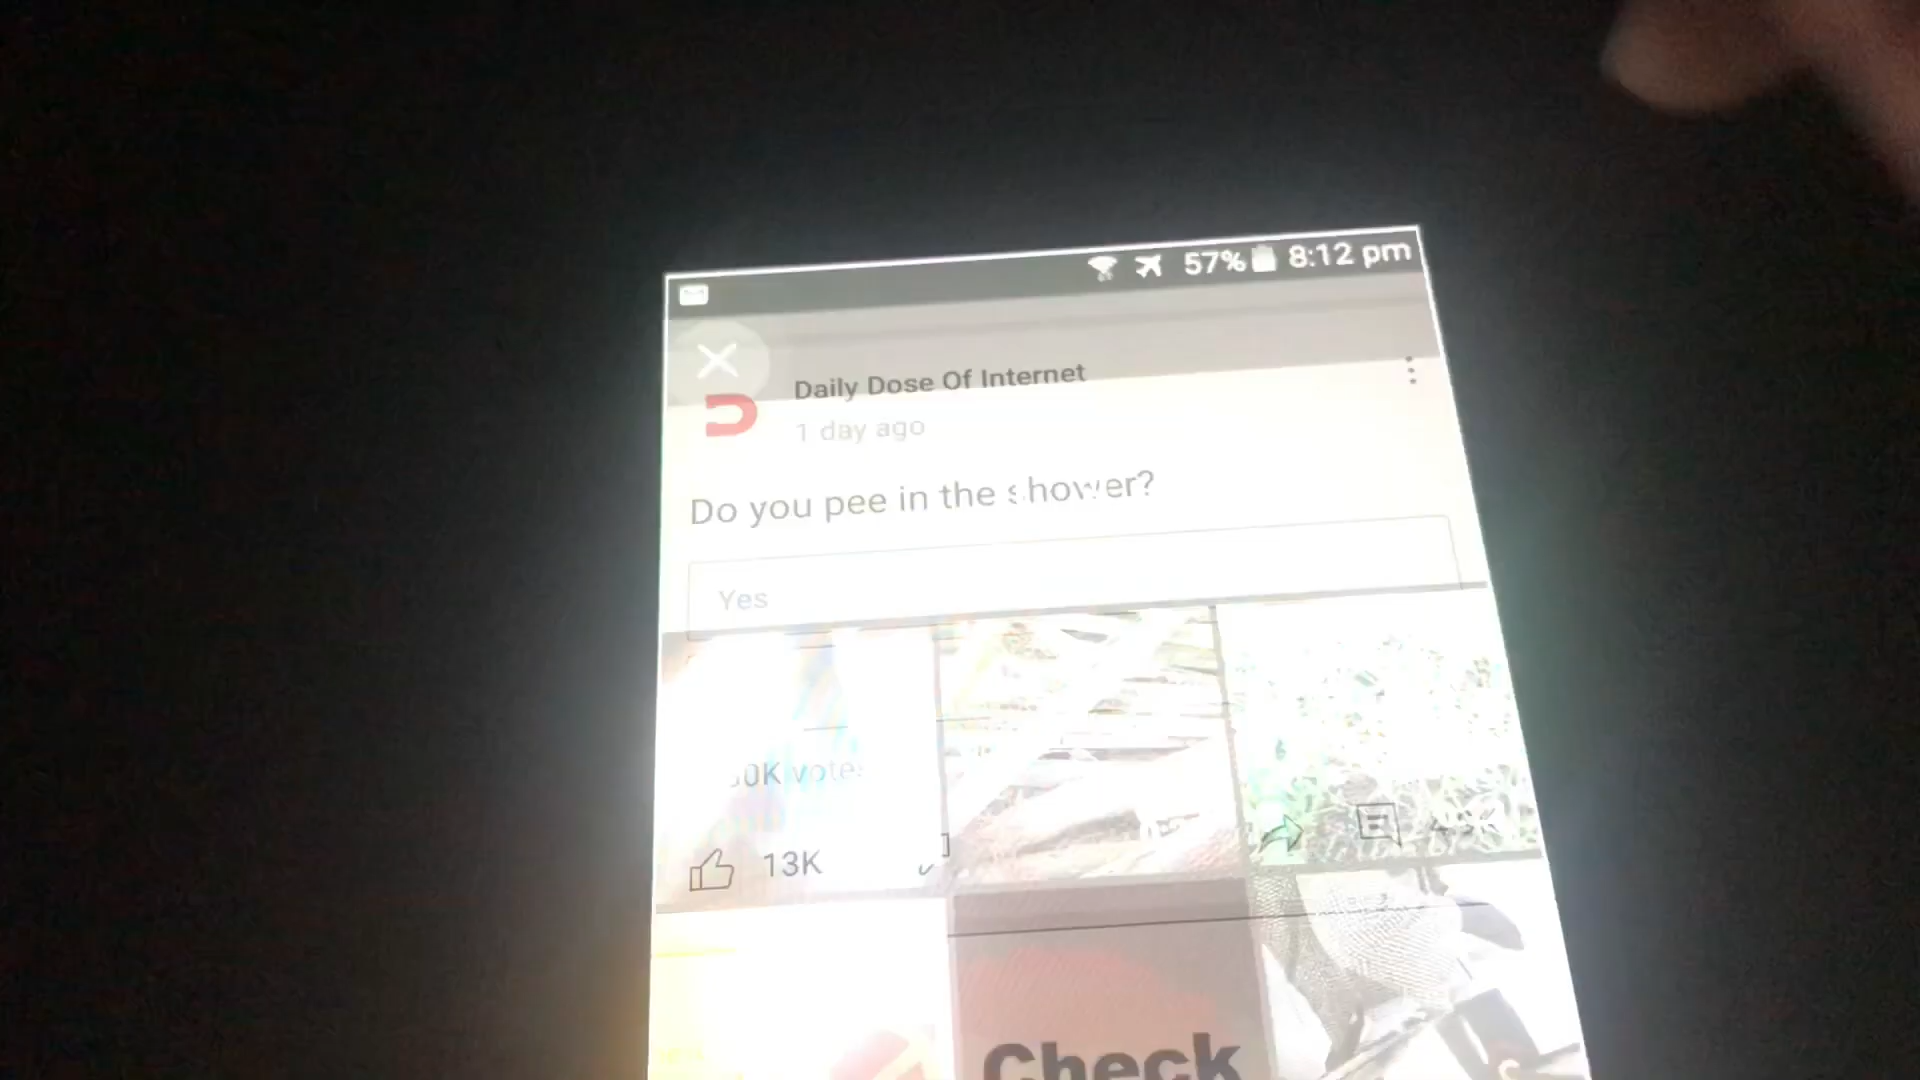 57% 8:12 pm
Daily Dose Of Internet
1 day ago
Do you pee in the shower?
Yes
votes
13K
Check